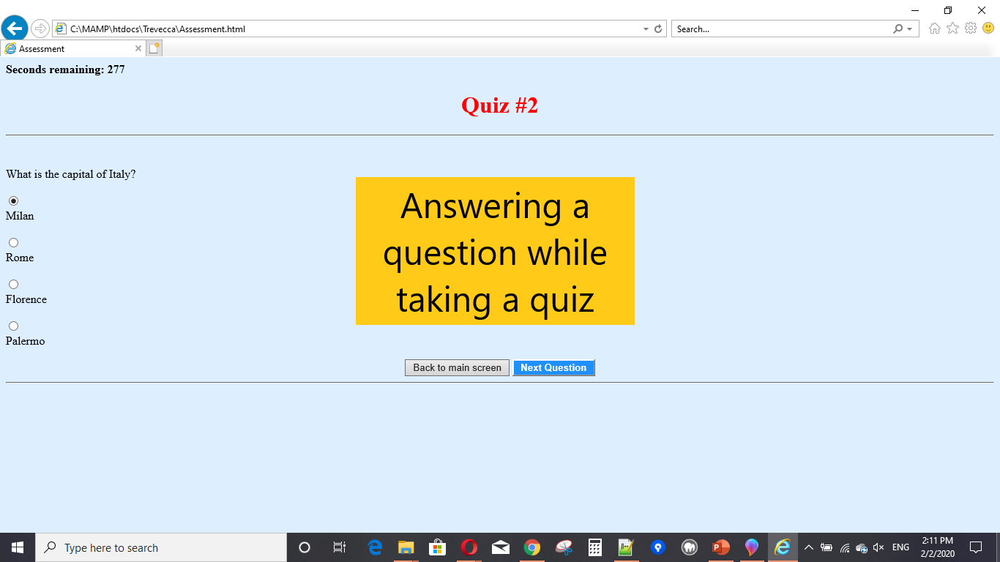 C:\MAMP\htdocs\Trevecca\Assessment.html
Search...
Assessment
Seconds remaining: 277
Quiz #2
What is the capital of Italy?
Milan
Rome
Florence
Palermo
Answering a
question while
taking a quiz
Back to main screen
Next Question
Type here to search
ENG
2:11 PM
2/2/2020